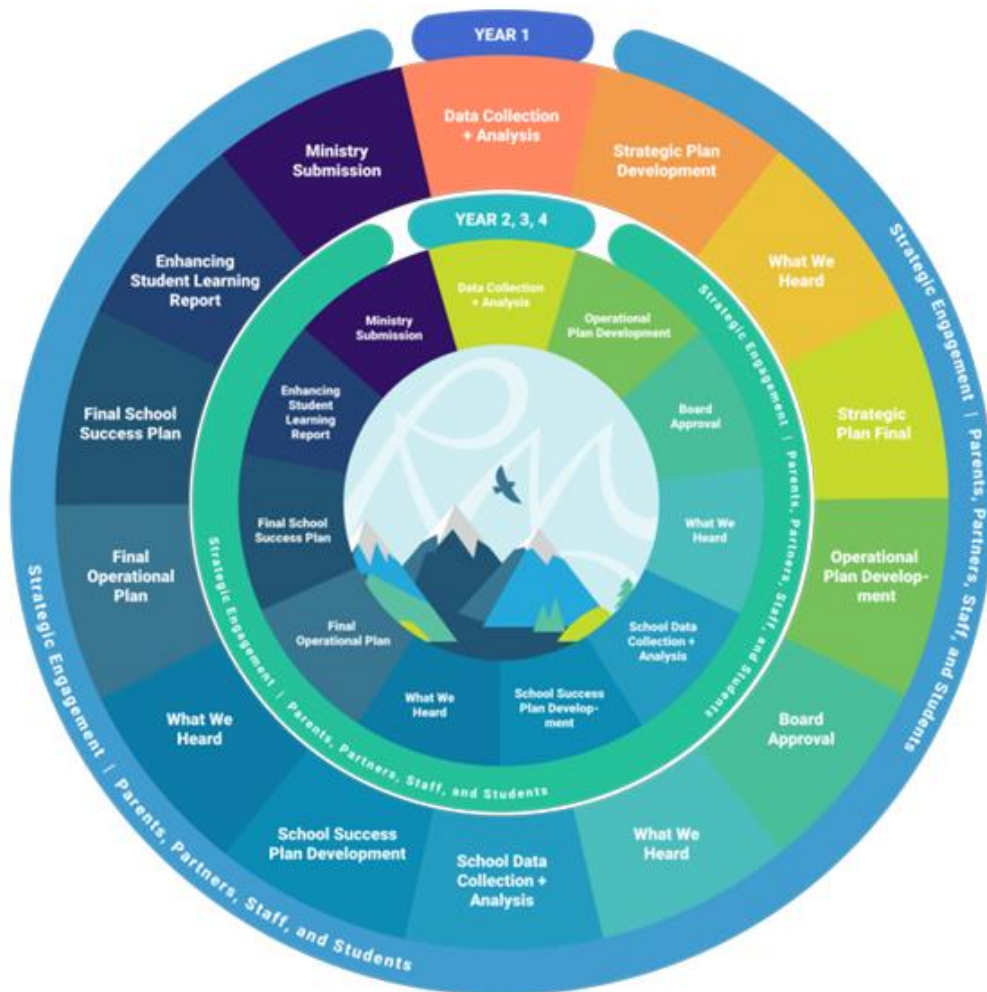 YEAR 1
Data Collection
+ Analysis
Strategic Plan
Development
What We
Heard
Strategic
Plan Final
Operational
Plan Develop-
ment
Board
Approval
What We
Heard
School Data
Collection +
Analysis
School Success
Plan Development
What We
Heard
Final
Operational
Plan
Final School
Success Plan
Enhancing
Student Learning
Report
Ministry
Submission
Strategic Engagement | Parents, Partners, Staff, and Students
Strategic Engagement | Parents, Partners, Staff, and Students
YEAR 2, 3, 4
Data Collection
+ Analysis
Operational
Plan Development
Board
Approval
What We
Heard
School Data
Collection +
Analysis
School Success
Plan Develop-
ment
What We
Heard
Final
Operational Plan
Final School
Success Plan
Enhancing
Student
Learning
Report
Ministry
Submission
Strategic Engagement | Parents, Partners, Staff, and Students
Strategic Engagement | Parents, Partners, Staff, and Students